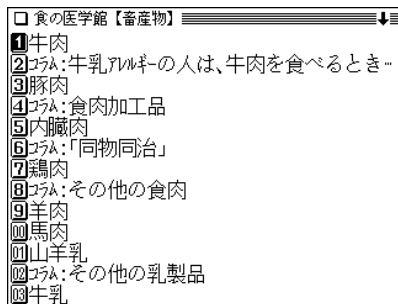 食の医学館【畜産物】
1牛肉
2コラム:牛乳アレルギーの人は、牛肉を食べるとき…
3豚肉
4コラム:食肉加工品
5内臓肉
6コラム:「同物同治」
7鶏肉
8コラム:その他の食肉
9羊肉
00馬肉
01山羊乳
02コラム:その他の乳製品
03牛乳